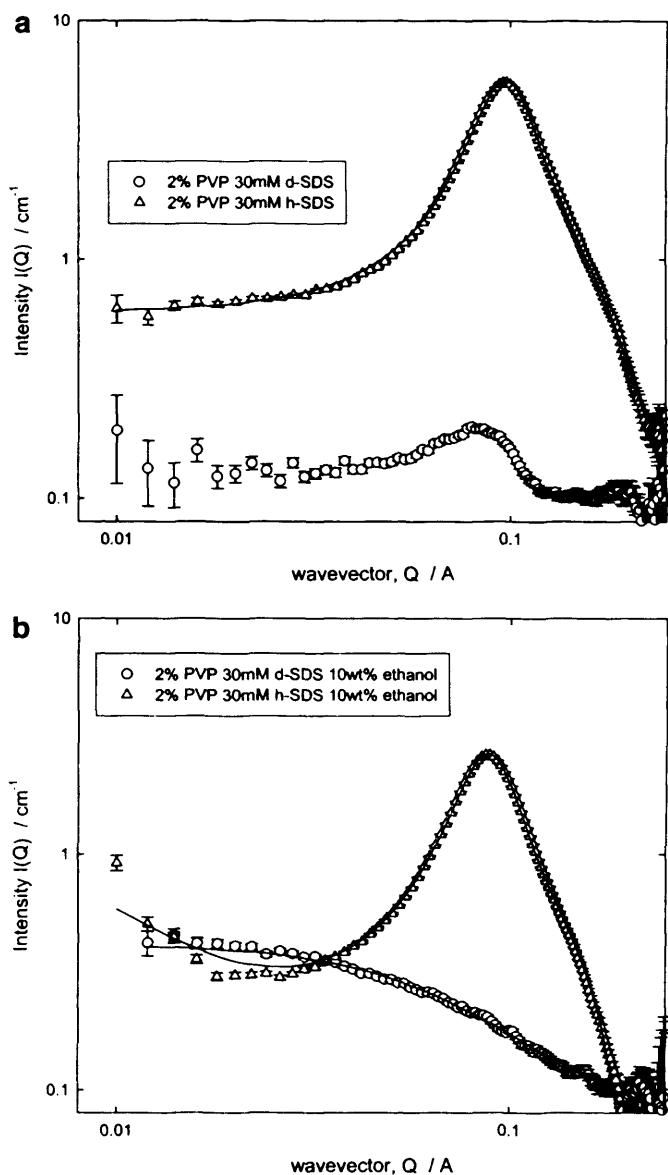 a
10
1
0.1
Intensity I(Q) / cm⁻¹
○ 2% PVP 30mM d-SDS
△ 2% PVP 30mM h-SDS
0.01 0.1
wavevector, Q / A
b
10
1
0.1
Intensity I(Q) / cm⁻¹
○ 2% PVP 30mM d-SDS 10wt% ethanol
△ 2% PVP 30mM h-SDS 10wt% ethanol
0.01 0.1
wavevector, Q / A